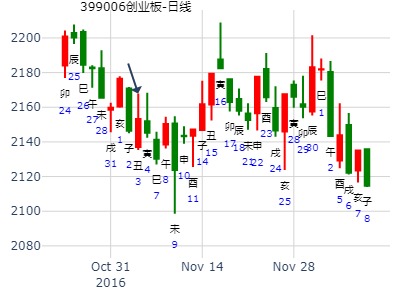 399006创业板-日线
2200
2180
2160
2140
2120
2100
2080
卯
24
辰
25
巳
26
午
27
未
28
戌
31
亥
1
子
2
丑
3
寅
4
巳
7
午
8
未
9
申
10
酉
11
子
14
丑
15
寅
16
卯
17
辰
18
未
21
申
22
酉
23
戌
24
亥
25
寅
28
卯
29
辰
30
巳
1
午
2
酉
5
戌
6
亥
7
子
8
Oct 31
2016
Nov 14
Nov 28